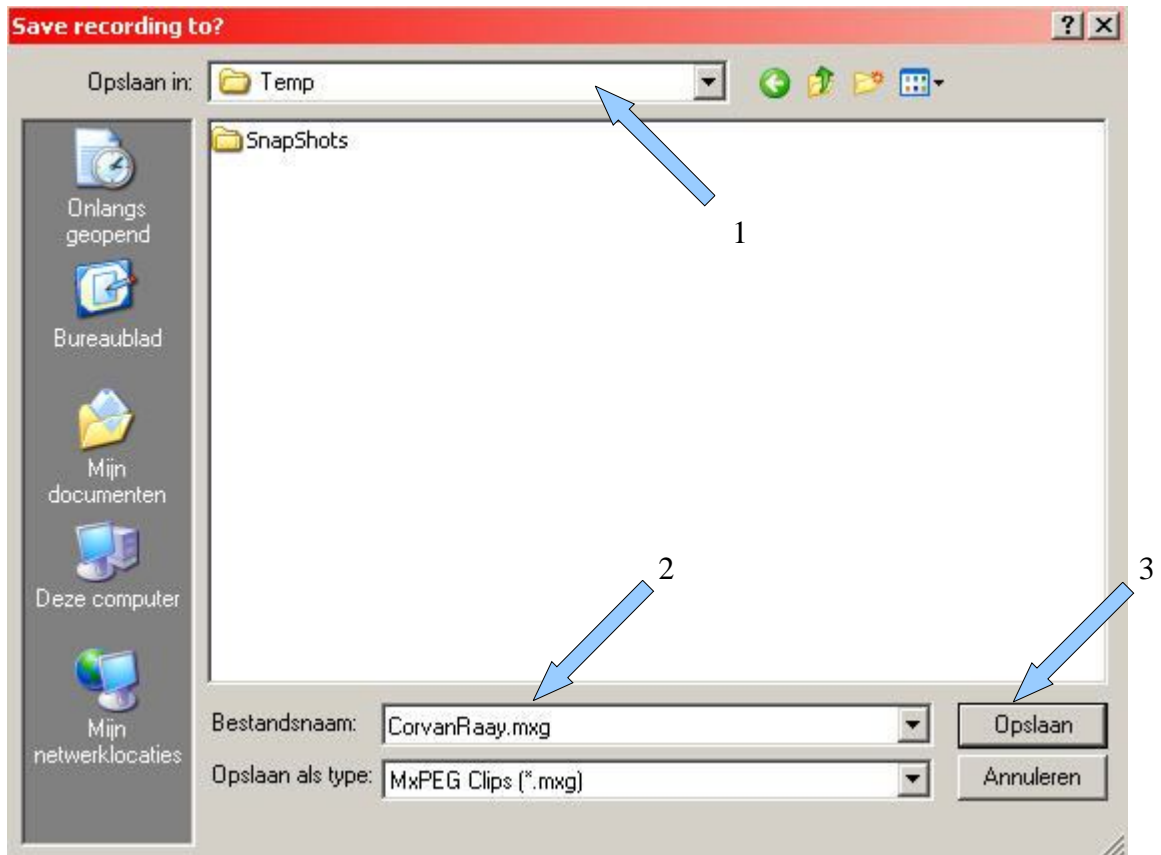 Save recording to?
Opslaan in: Temp
SnapShots
1
Onlangs
geopend
Bureaublad
Mijn
documenten
Deze computer
Mijn
netwerklocaties
2
3
Bestandsnaam: CorvanRaay.mxg Opslaan
Opslaan als type: MxPEG Clips (*.mxg) Annuleren